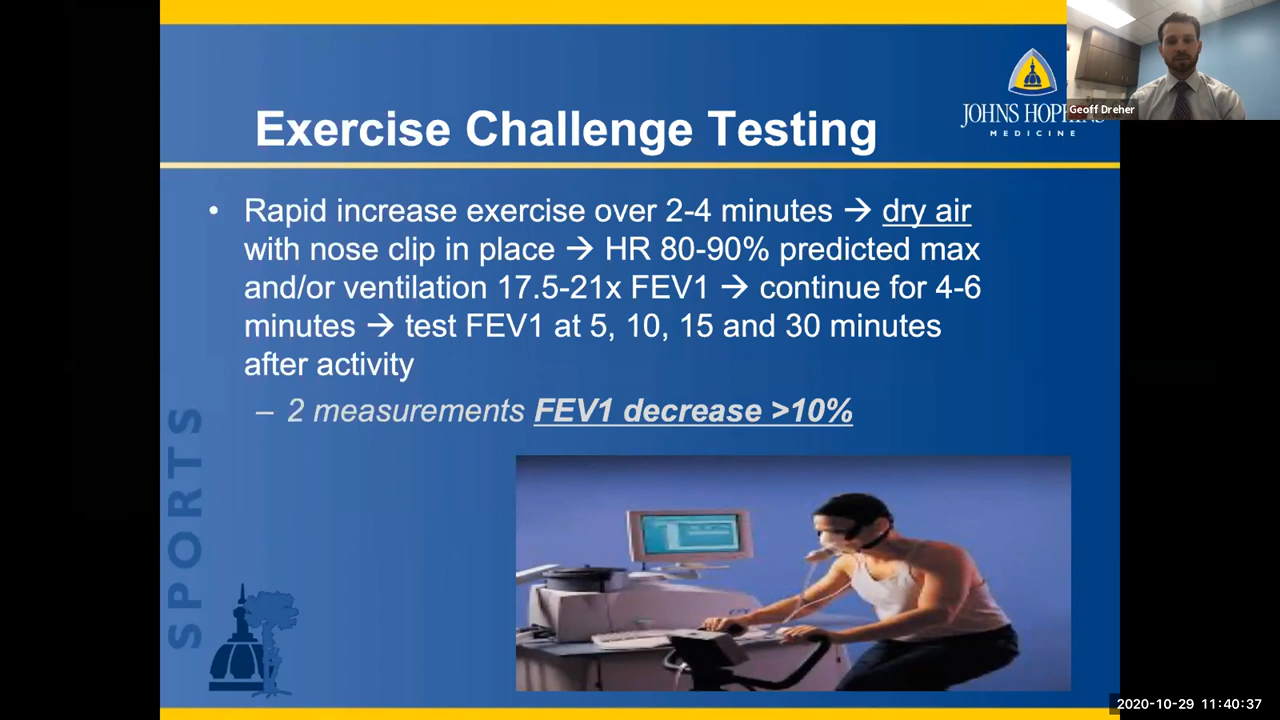 Exercise Challenge Testing
JOHNS HOPKINS
MEDICINE
Geoff Dreher
• Rapid increase exercise over 2-4 minutes → dry air
with nose clip in place → HR 80-90% predicted max
and/or ventilation 17.5-21x FEV1 → continue for 4-6
minutes → test FEV1 at 5, 10, 15 and 30 minutes
after activity
– 2 measurements FEV1 decrease >10%
SPORTS
2020-10-29 11:40:37